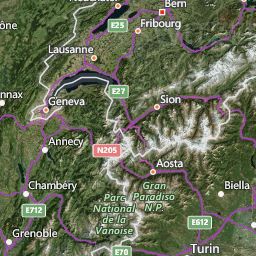 Neuchâtel
Bern
E25
Fribourg
Lausanne
E27
Sion
nnax
Geneva
Annecy
N205
Aosta
Chambéry
Gran
Paradiso
N.P.
Biella
Parc
National
de la
Vanoise
E712
E612
Grenoble
E70
Turin